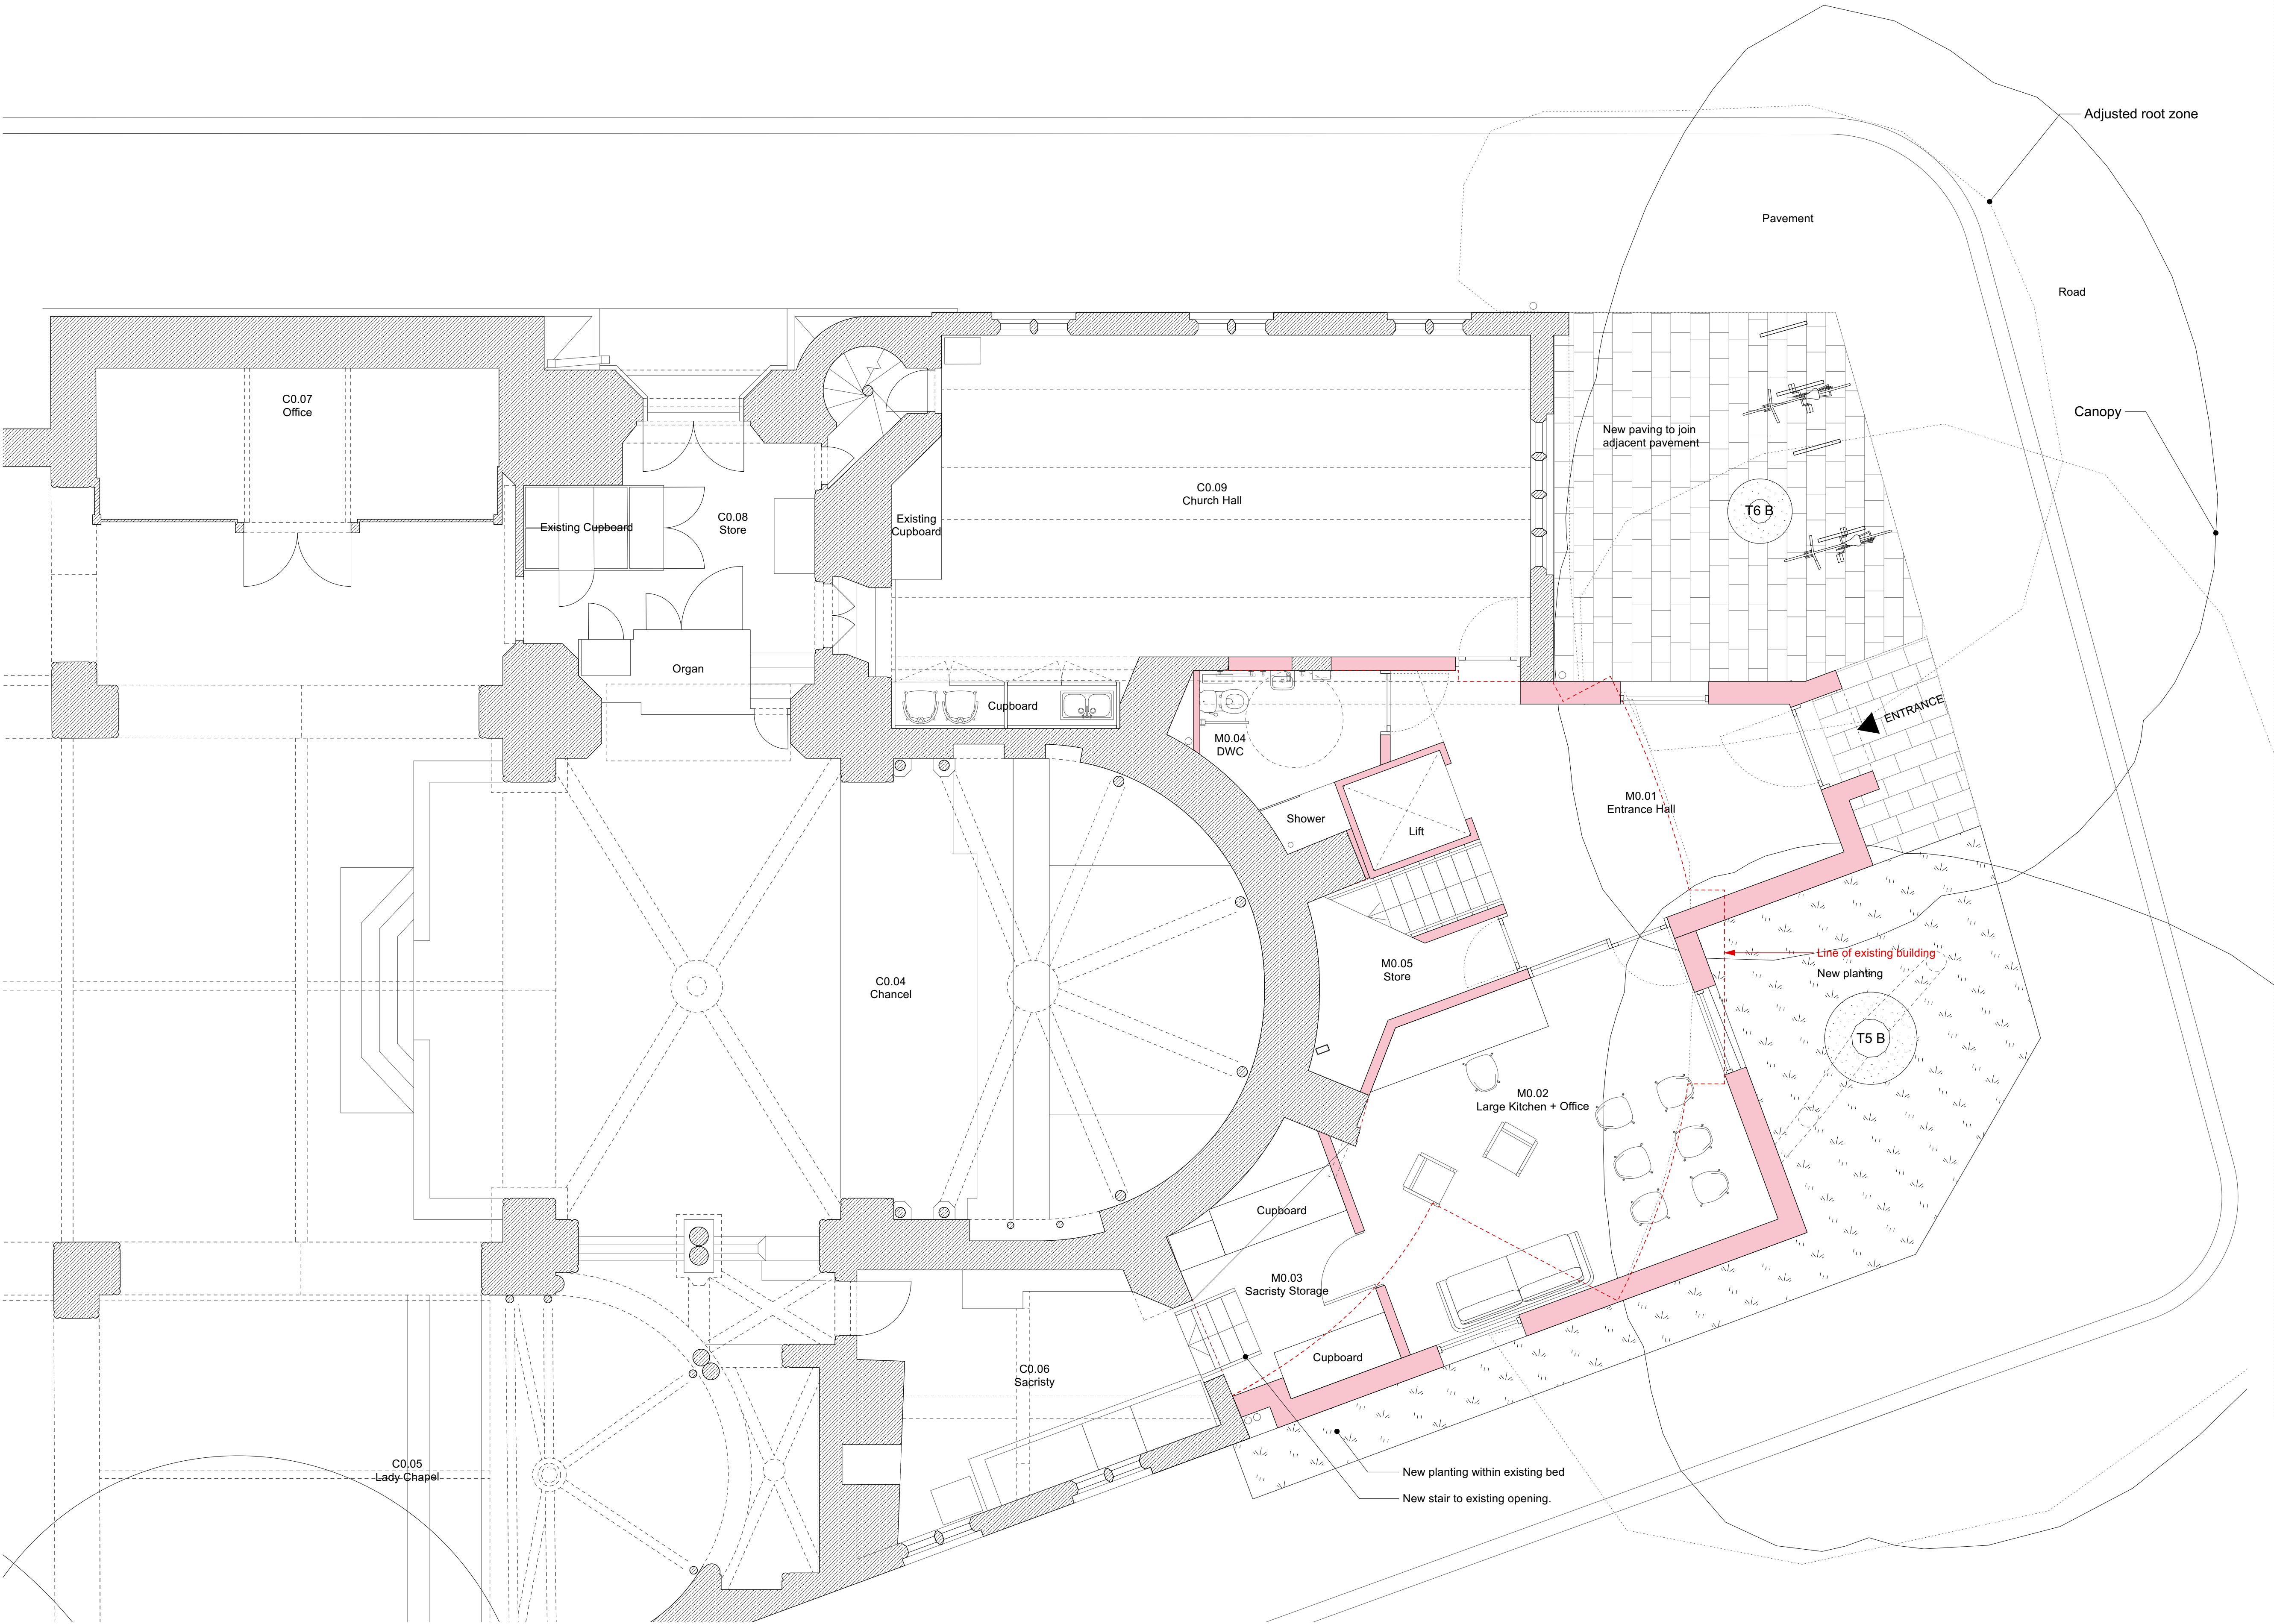 Adjusted root zone
Pavement
Road
C0.07
Office
Canopy
New paving to join
adjacent pavement
C0.09
Church Hall
T6 B
C0.08
Store
Existing Cupboard
Existing
Cupboard
Organ
Cupboard
ENTRANCE
M0.04
DWC
M0.01
Entrance Hall
Shower
Lift
Line of existing building
M0.05
Store
New planting
C0.04
Chancel
T5 B
M0.02
Large Kitchen + Office
Cupboard
M0.03
Sacristy Storage
Cupboard
C0.06
Sacristy
C0.05
Lady Chapel
New planting within existing bed
New stair to existing opening.